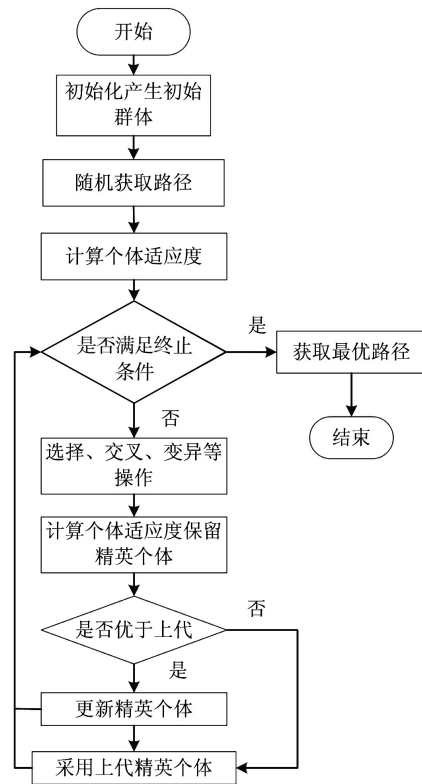 开始
初始化产生初始
群体
随机获取路径
计算个体适应度
是否满足终止
条件
是
获取最优路径
结束
否
选择、交叉、变异等
操作
计算个体适应度保留
精英个体
是否优于上代
否
是
更新精英个体
采用上代精英个体